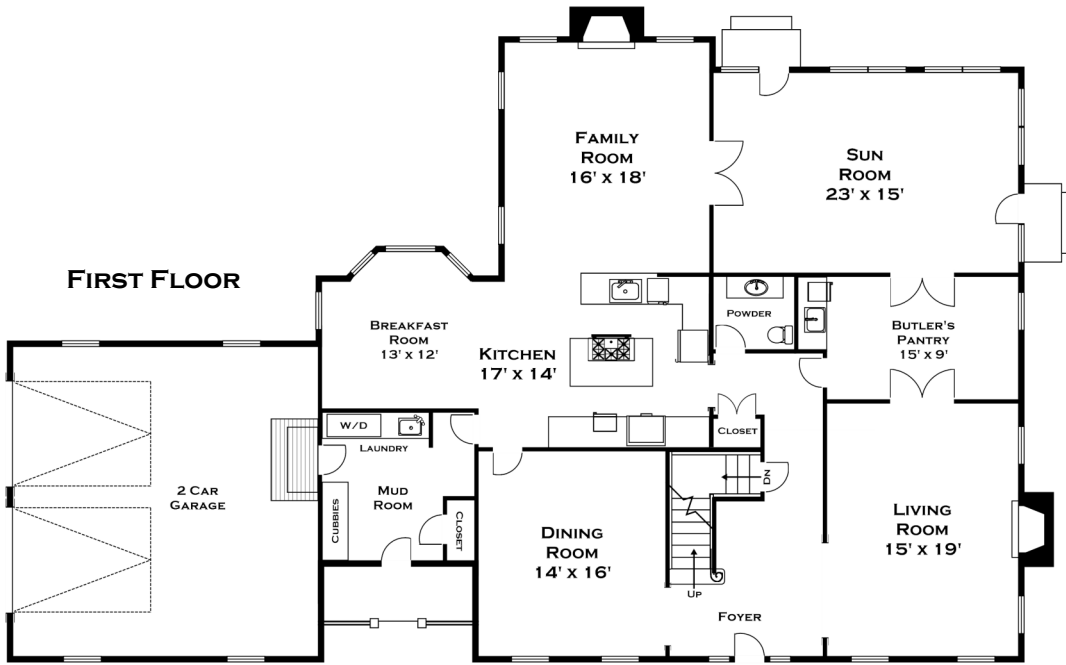 FIRST FLOOR
FAMILY
ROOM
16' X 18'
SUN
ROOM
23' X 15'
BREAKFAST
ROOM
13' X 12'
KITCHEN
17' X 14'
POWDER
BUTLER'S
PANTRY
15' X 9'
CLOSET
W/D
LAUNDRY
MUD
ROOM
CUBBIES
CLOSET
2 CAR
GARAGE
DINING
ROOM
14' X 16'
DN
UP
FOYER
LIVING
ROOM
15' X 19'